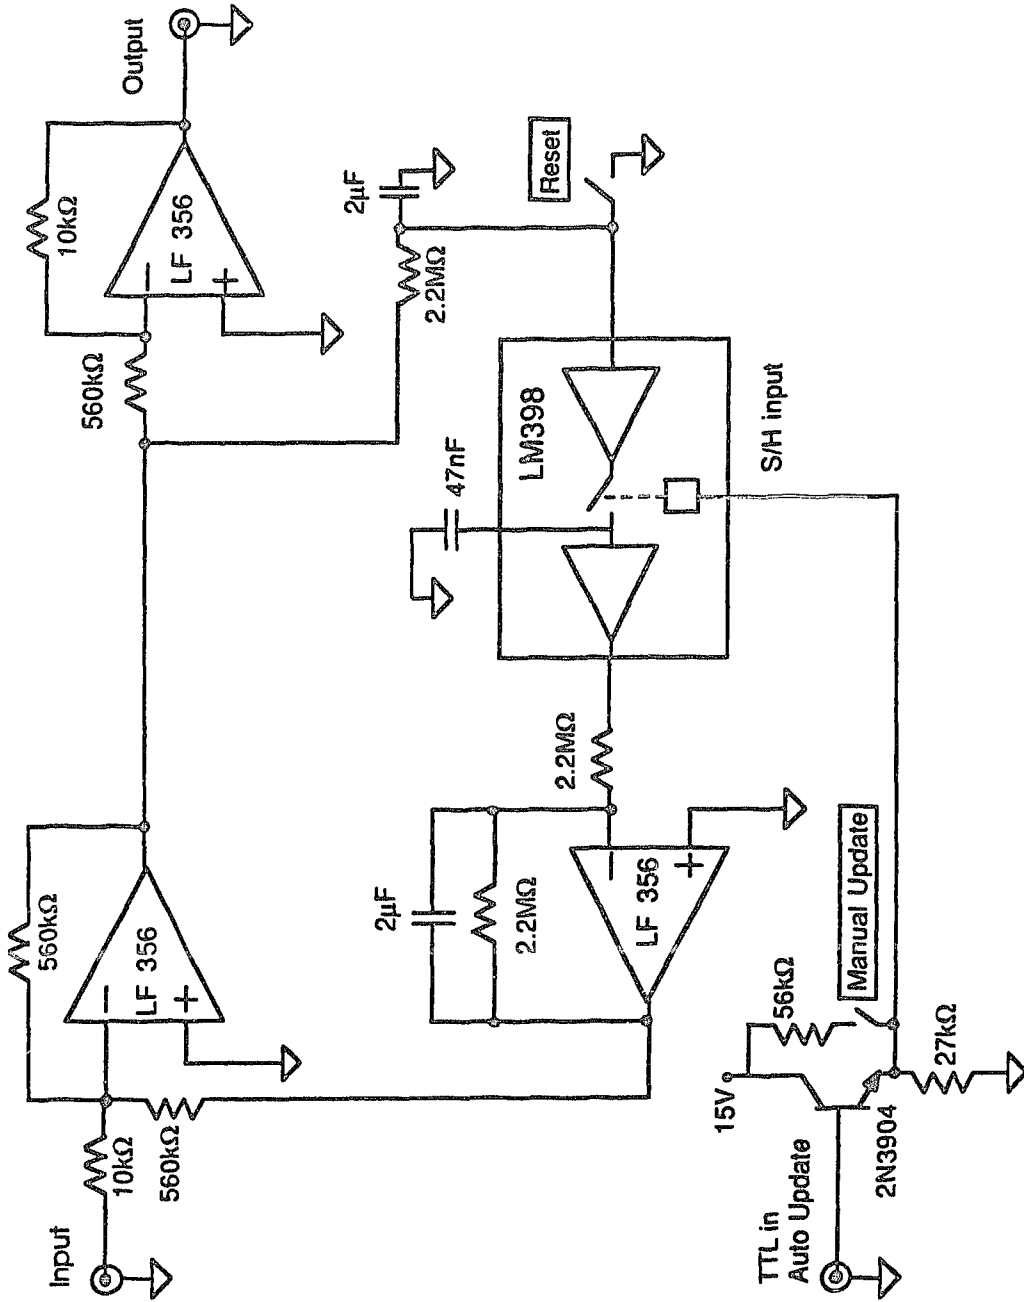 Input
10kΩ
560kΩ
LF 356
560kΩ
560kΩ
LF 356
10kΩ
Output
2μF
2.2MΩ
LF 356
2.2MΩ
47nF
LM398
2.2MΩ
2μF
Reset
S/H input
TTL in
Auto Update
15V
2N3904
56kΩ
27kΩ
Manual Update